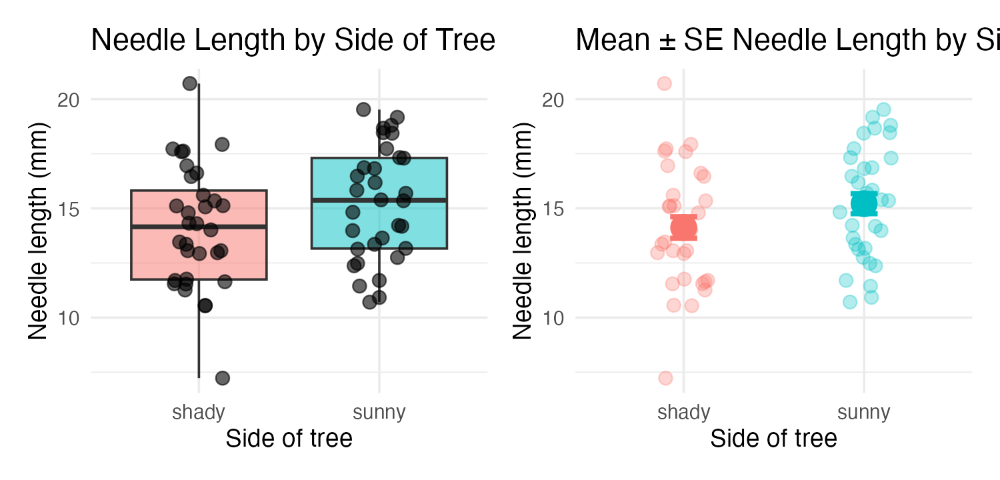 Needle Length by Side of Tree
Needle length (mm)
20
15
10
shady
sunny
Side of tree
Mean ± SE Needle Length by Si
Needle length (mm)
20
15
10
shady
sunny
Side of tree